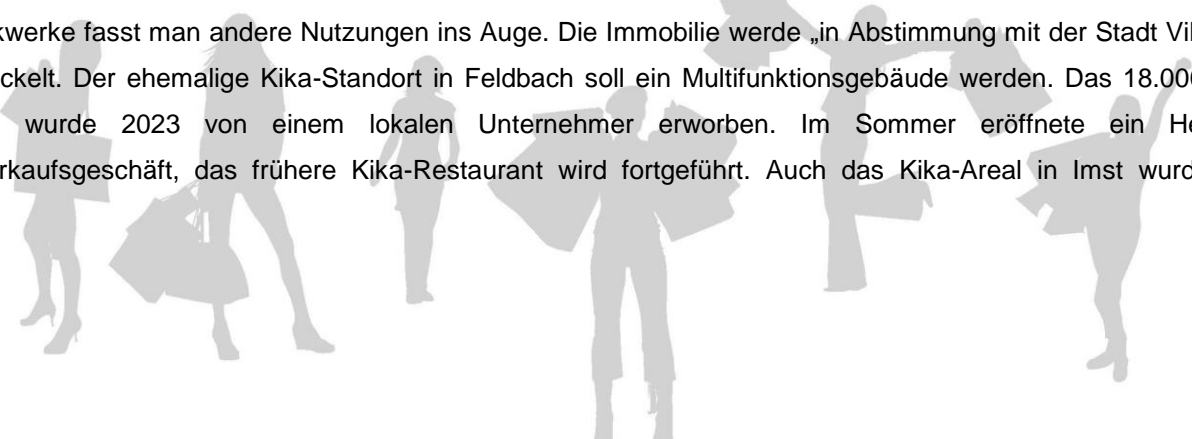 kwerke fasst man andere Nutzungen ins Auge. Die Immobilie werde „in Abstimmung mit der Stadt Vil
ckelt. Der ehemalige Kika-Standort in Feldbach soll ein Multifunktionsgebäude werden. Das 18.000
wurde 2023 von einem lokalen Unternehmer erworben. Im Sommer eröffnete ein He
rkaufsgeschäft, das frühere Kika-Restaurant wird fortgeführt. Auch das Kika-Areal in Imst wurd